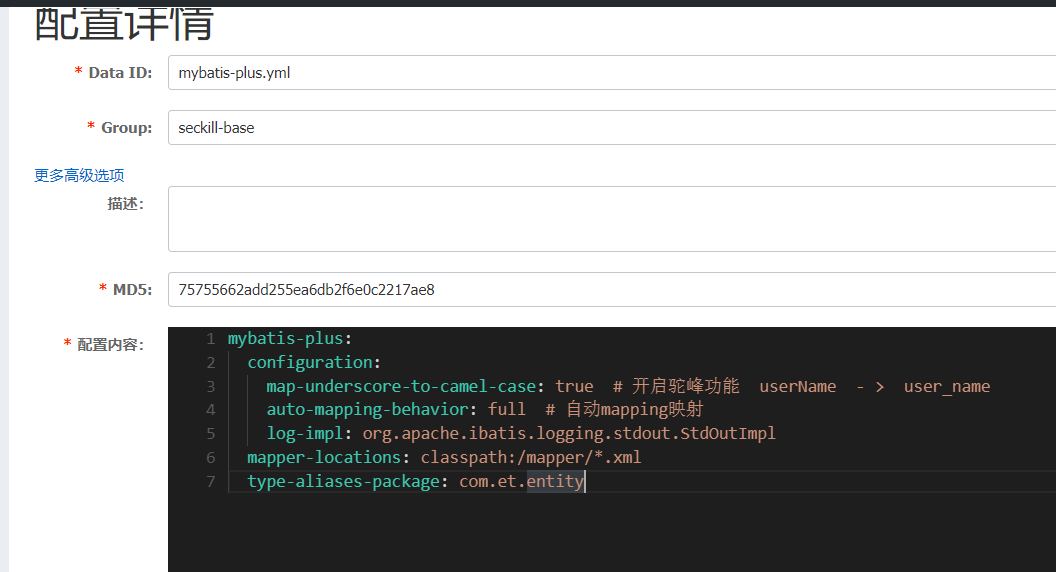 配置详情
* Data ID: mybatis-plus.yml
* Group: seckill-base
更多高级选项
描述:
* MD5: 75755662add255ea6db2f6e0c2217ae8
* 配置内容:
1 mybatis-plus:
2 configuration:
3 map-underscore-to-camel-case: true # 开启驼峰功能 userName - > user_name
4 auto-mapping-behavior: full # 自动mapping映射
5 log-impl: org.apache.ibatis.logging.stdout.StdOutImpl
6 mapper-locations: classpath:/mapper/*.xml
7 type-aliases-package: com.et.entity